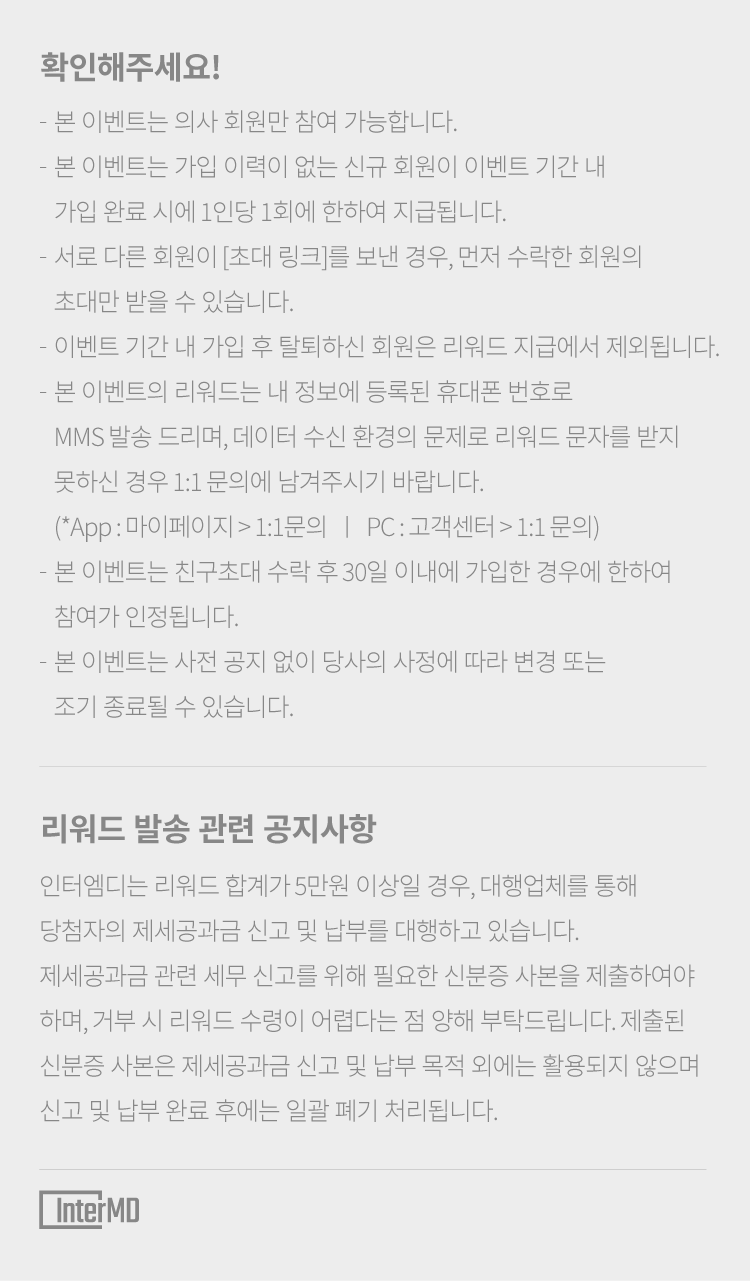 확인해주세요!
- 본 이벤트는 의사 회원만 참여 가능합니다.
- 본 이벤트는 가입 이력이 없는 신규 회원이 이벤트 기간 내
가입 완료 시에 1인당 1회에 한하여 지급됩니다.
- 서로 다른 회원이 [초대 링크]를 보낸 경우, 먼저 수락한 회원의
초대만 받을 수 있습니다.
- 이벤트 기간 내 가입 후 탈퇴하신 회원은 리워드 지급에서 제외됩니다.
- 본 이벤트의 리워드는 내 정보에 등록된 휴대폰 번호로
MMS 발송 드리며, 데이터 수신 환경의 문제로 리워드 문자를 받지
못하신 경우 1:1 문의에 남겨주시기 바랍니다.
(*App : 마이페이지 > 1:1문의 ㅣ PC : 고객센터 > 1:1 문의)
- 본 이벤트는 친구초대 수락 후 30일 이내에 가입한 경우에 한하여
참여가 인정됩니다.
- 본 이벤트는 사전 공지 없이 당사의 사정에 따라 변경 또는
조기 종료될 수 있습니다.
리워드 발송 관련 공지사항
인터엠디는 리워드 합계가 5만원 이상일 경우, 대행업체를 통해
당첨자의 제세공과금 신고 및 납부를 대행하고 있습니다.
제세공과금 관련 세무 신고를 위해 필요한 신분증 사본을 제출하여야
하며, 거부 시 리워드 수령이 어렵다는 점 양해 부탁드립니다. 제출된
신분증 사본은 제세공과금 신고 및 납부 목적 외에는 활용되지 않으며
신고 및 납부 완료 후에는 일괄 폐기 처리됩니다.
InterMD